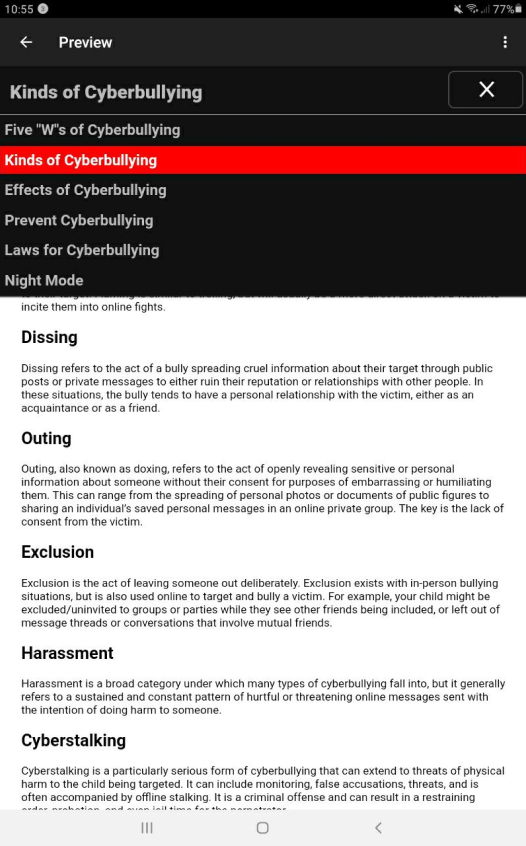 10:55
77%
Preview
Kinds of Cyberbullying
X
Five "W"s of Cyberbullying
Kinds of Cyberbullying
Effects of Cyberbullying
Prevent Cyberbullying
Laws for Cyberbullying
Night Mode
incite them into online fights.
Dissing
Dissing refers to the act of a bully spreading cruel information about their target through public
posts or private messages to either ruin their reputation or relationships with other people. In
these situations, the bully tends to have a personal relationship with the victim, either as an
acquaintance or as a friend.
Outing
Outing, also known as doxing, refers to the act of openly revealing sensitive or personal
information about someone without their consent for purposes of embarrassing or humiliating
them. This can range from the spreading of personal photos or documents of public figures to
sharing an individual's saved personal messages in an online private group. The key is the lack of
consent from the victim.
Exclusion
Exclusion is the act of leaving someone out deliberately. Exclusion exists with in-person bullying
situations, but is also used online to target and bully a victim. For example, your child might be
excluded/uninvited to groups or parties while they see other friends being included, or left out of
message threads or conversations that involve mutual friends.
Harassment
Harassment is a broad category under which many types of cyberbullying fall into, but it generally
refers to a sustained and constant pattern of hurtful or threatening online messages sent with
the intention of doing harm to someone.
Cyberstalking
Cyberstalking is a particularly serious form of cyberbullying that can extend to threats of physical
harm to the child being targeted. It can include monitoring, false accusations, threats, and is
often accompanied by offline stalking. It is a criminal offense and can result in a restraining
order, probation, and even jail time for the perpetrator.